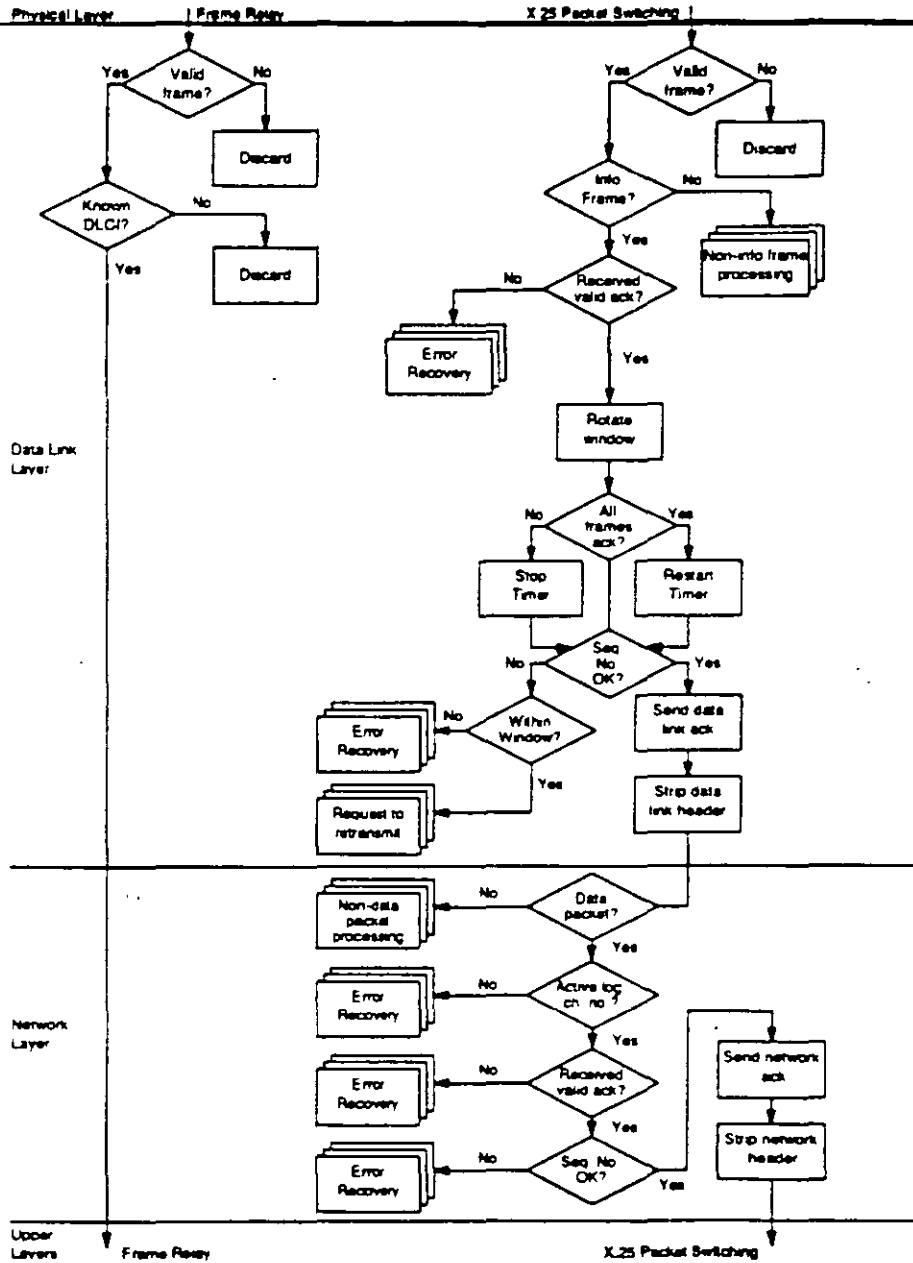 Physical Layer
Frame Relay
X.25 Packet Switching
Yes
Valid
frame?
No
Yes
Valid
frame?
No
Discard
Discard
Known
DLCI?
No
Info
Frame?
No
Yes
Discard
Yes
Non-info frame
processing
No
Received
valid ack?
Error
Recovery
Yes
Rotate
window
Data Link
Layer
No
All
frames
ack?
Yes
Stop
Timer
Restart
Timer
No
Seq
No
OK?
Yes
Error
Recovery
No
Within
Window?
Send data
link ack
Yes
Request to
retransmit
Strip data
link header
Non-data
packet
processing
No
Data
packet?
Yes
Error
Recovery
No
Active log
ch. no?
Network
Layer
Yes
Send network
ack
Error
Recovery
No
Received
valid ack?
Yes
Strip network
header
Error
Recovery
No
Seq No
OK?
Yes
Upper
Layers
Frame Relay
X.25 Packet Switching